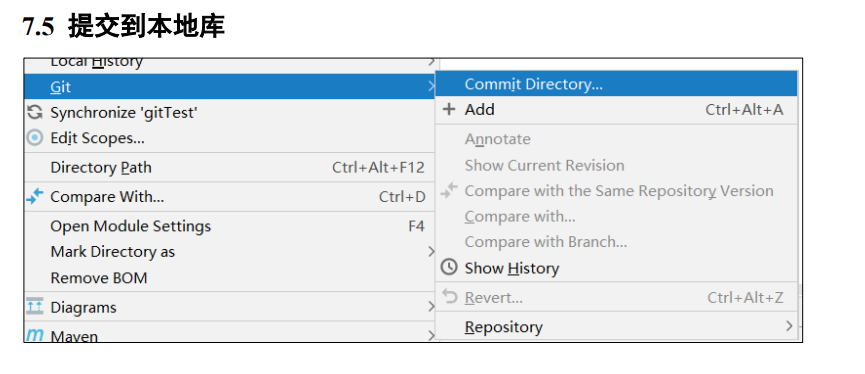 7.5 提交到本地库
Local History
Git
Synchronize 'gitTest'
Edit Scopes...
Directory Path Ctrl+Alt+F12
Compare With... Ctrl+D
Open Module Settings F4
Mark Directory as
Remove BOM
Diagrams
Maven
Commit Directory...
Add Ctrl+Alt+A
Annotate
Show Current Revision
Compare with the Same Repository Version
Compare with...
Compare with Branch...
Show History
Revert... Ctrl+Alt+Z
Repository